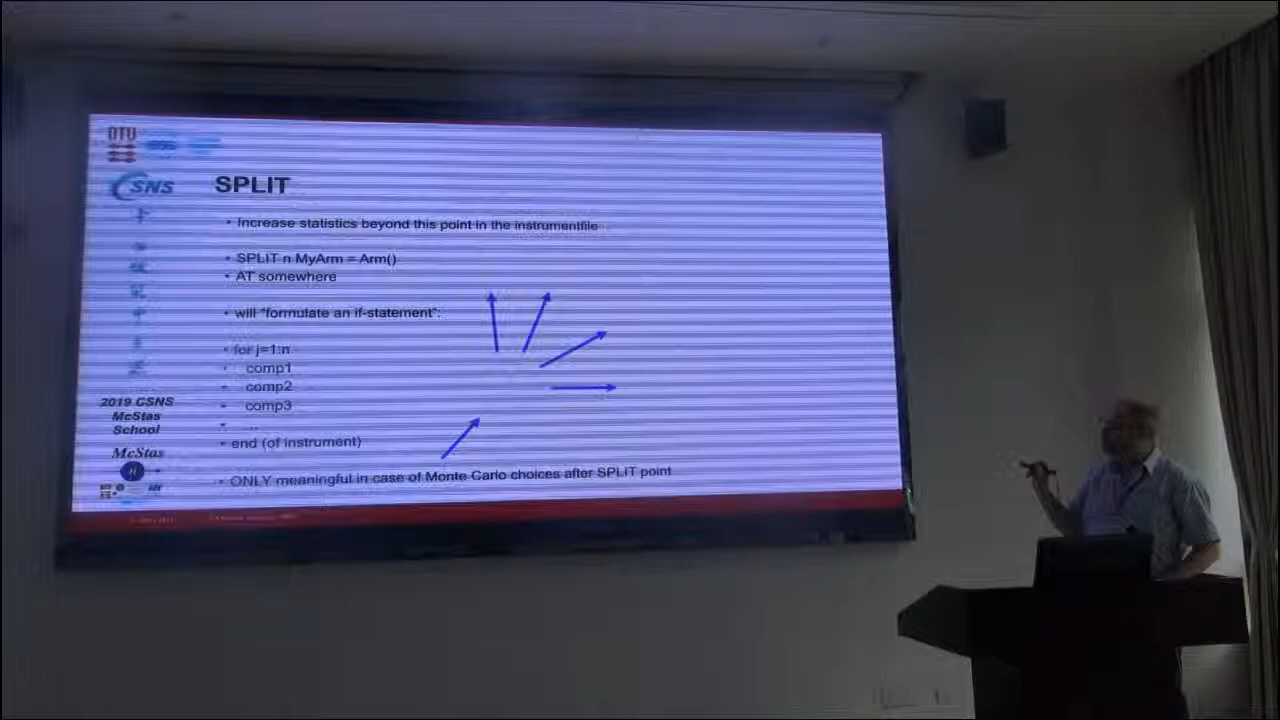 DTU
ESS
CSNS
SPLIT
• Increase statistics beyond this point in the instrumentfile
• SPLIT n MyArm = Arm()
• AT somewhere
• will "formulate an if-statement":
• for j=1:n
• comp1
• comp2
• comp3
• ...
• end (of instrument)
• ONLY meaningful in case of Monte Carlo choices after SPLIT point
2019 CSNS
McStas
School
McStas